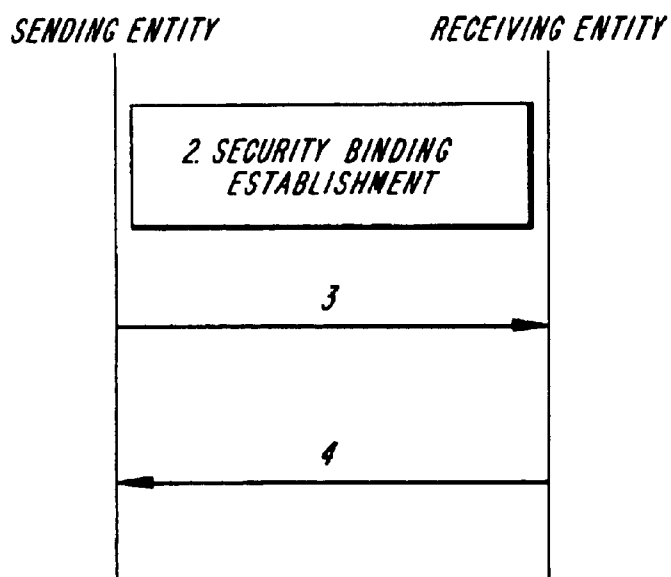 SENDING ENTITY
RECEIVING ENTITY
2. SECURITY BINDING
ESTABLISHMENT
3
4